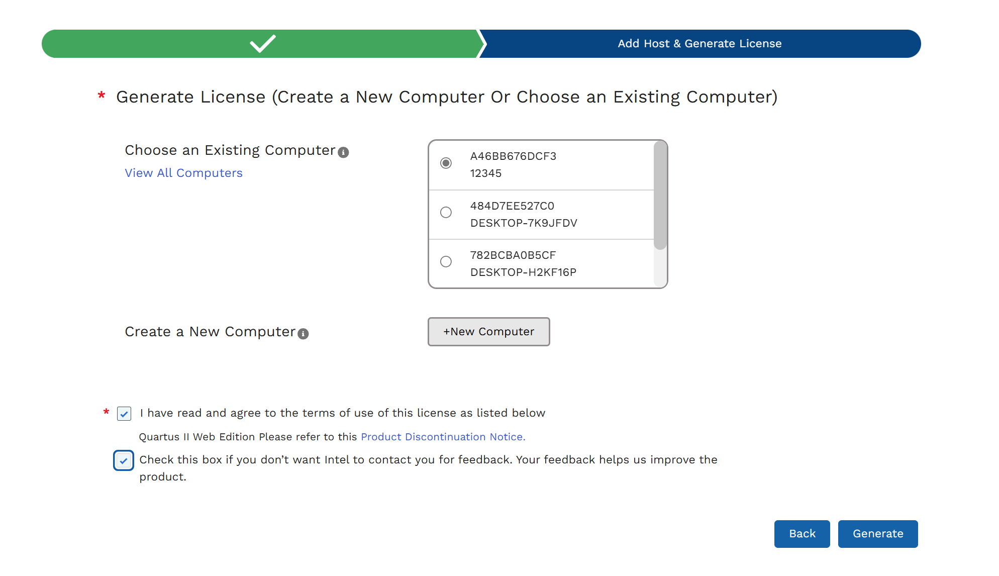 Add Host & Generate License
* Generate License (Create a New Computer Or Choose an Existing Computer)
Choose an Existing Computer
View All Computers
A46BB676DCF3
12345
484D7EE527C0
DESKTOP-7K9JFDV
782BCBA0B5CF
DESKTOP-H2KF16P
Create a New Computer
+New Computer
* I have read and agree to the terms of use of this license as listed below
Quartus II Web Edition Please refer to this Product Discontinuation Notice.
Check this box if you don’t want Intel to contact you for feedback. Your feedback helps us improve the
product.
Back
Generate